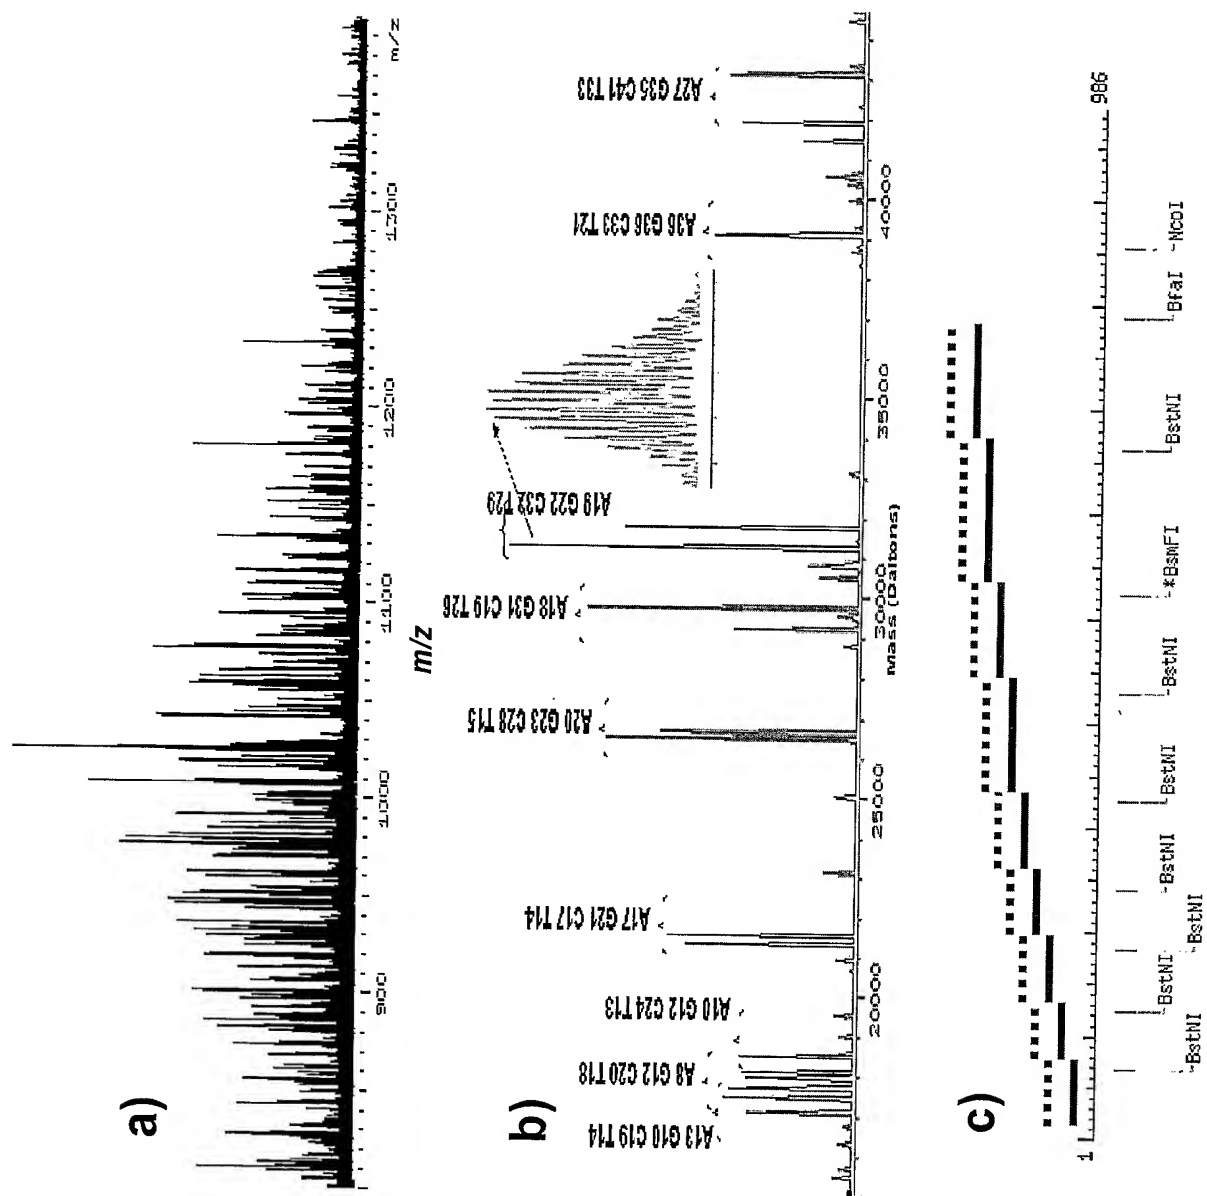 a)
900
1000
1100
1200
1300
m/z
m/z
b)
A13 G10 C19 T14
A8 G12 C20 T18
A10 G12 C24 T13
A17 G21 C17 T14
A20 G23 C28 T15
A18 G31 C19 T26
A19 G22 C32 T29
A36 G36 C33 T21
A27 G35 C41 T33
20000
25000
30000
35000
40000
Mass (Daltons)
c)
1
986
BstNI
BstNI
BstNI
BstNI
BstNI
BstNI
*BsmFI
BstNI
BfaI
NcoI